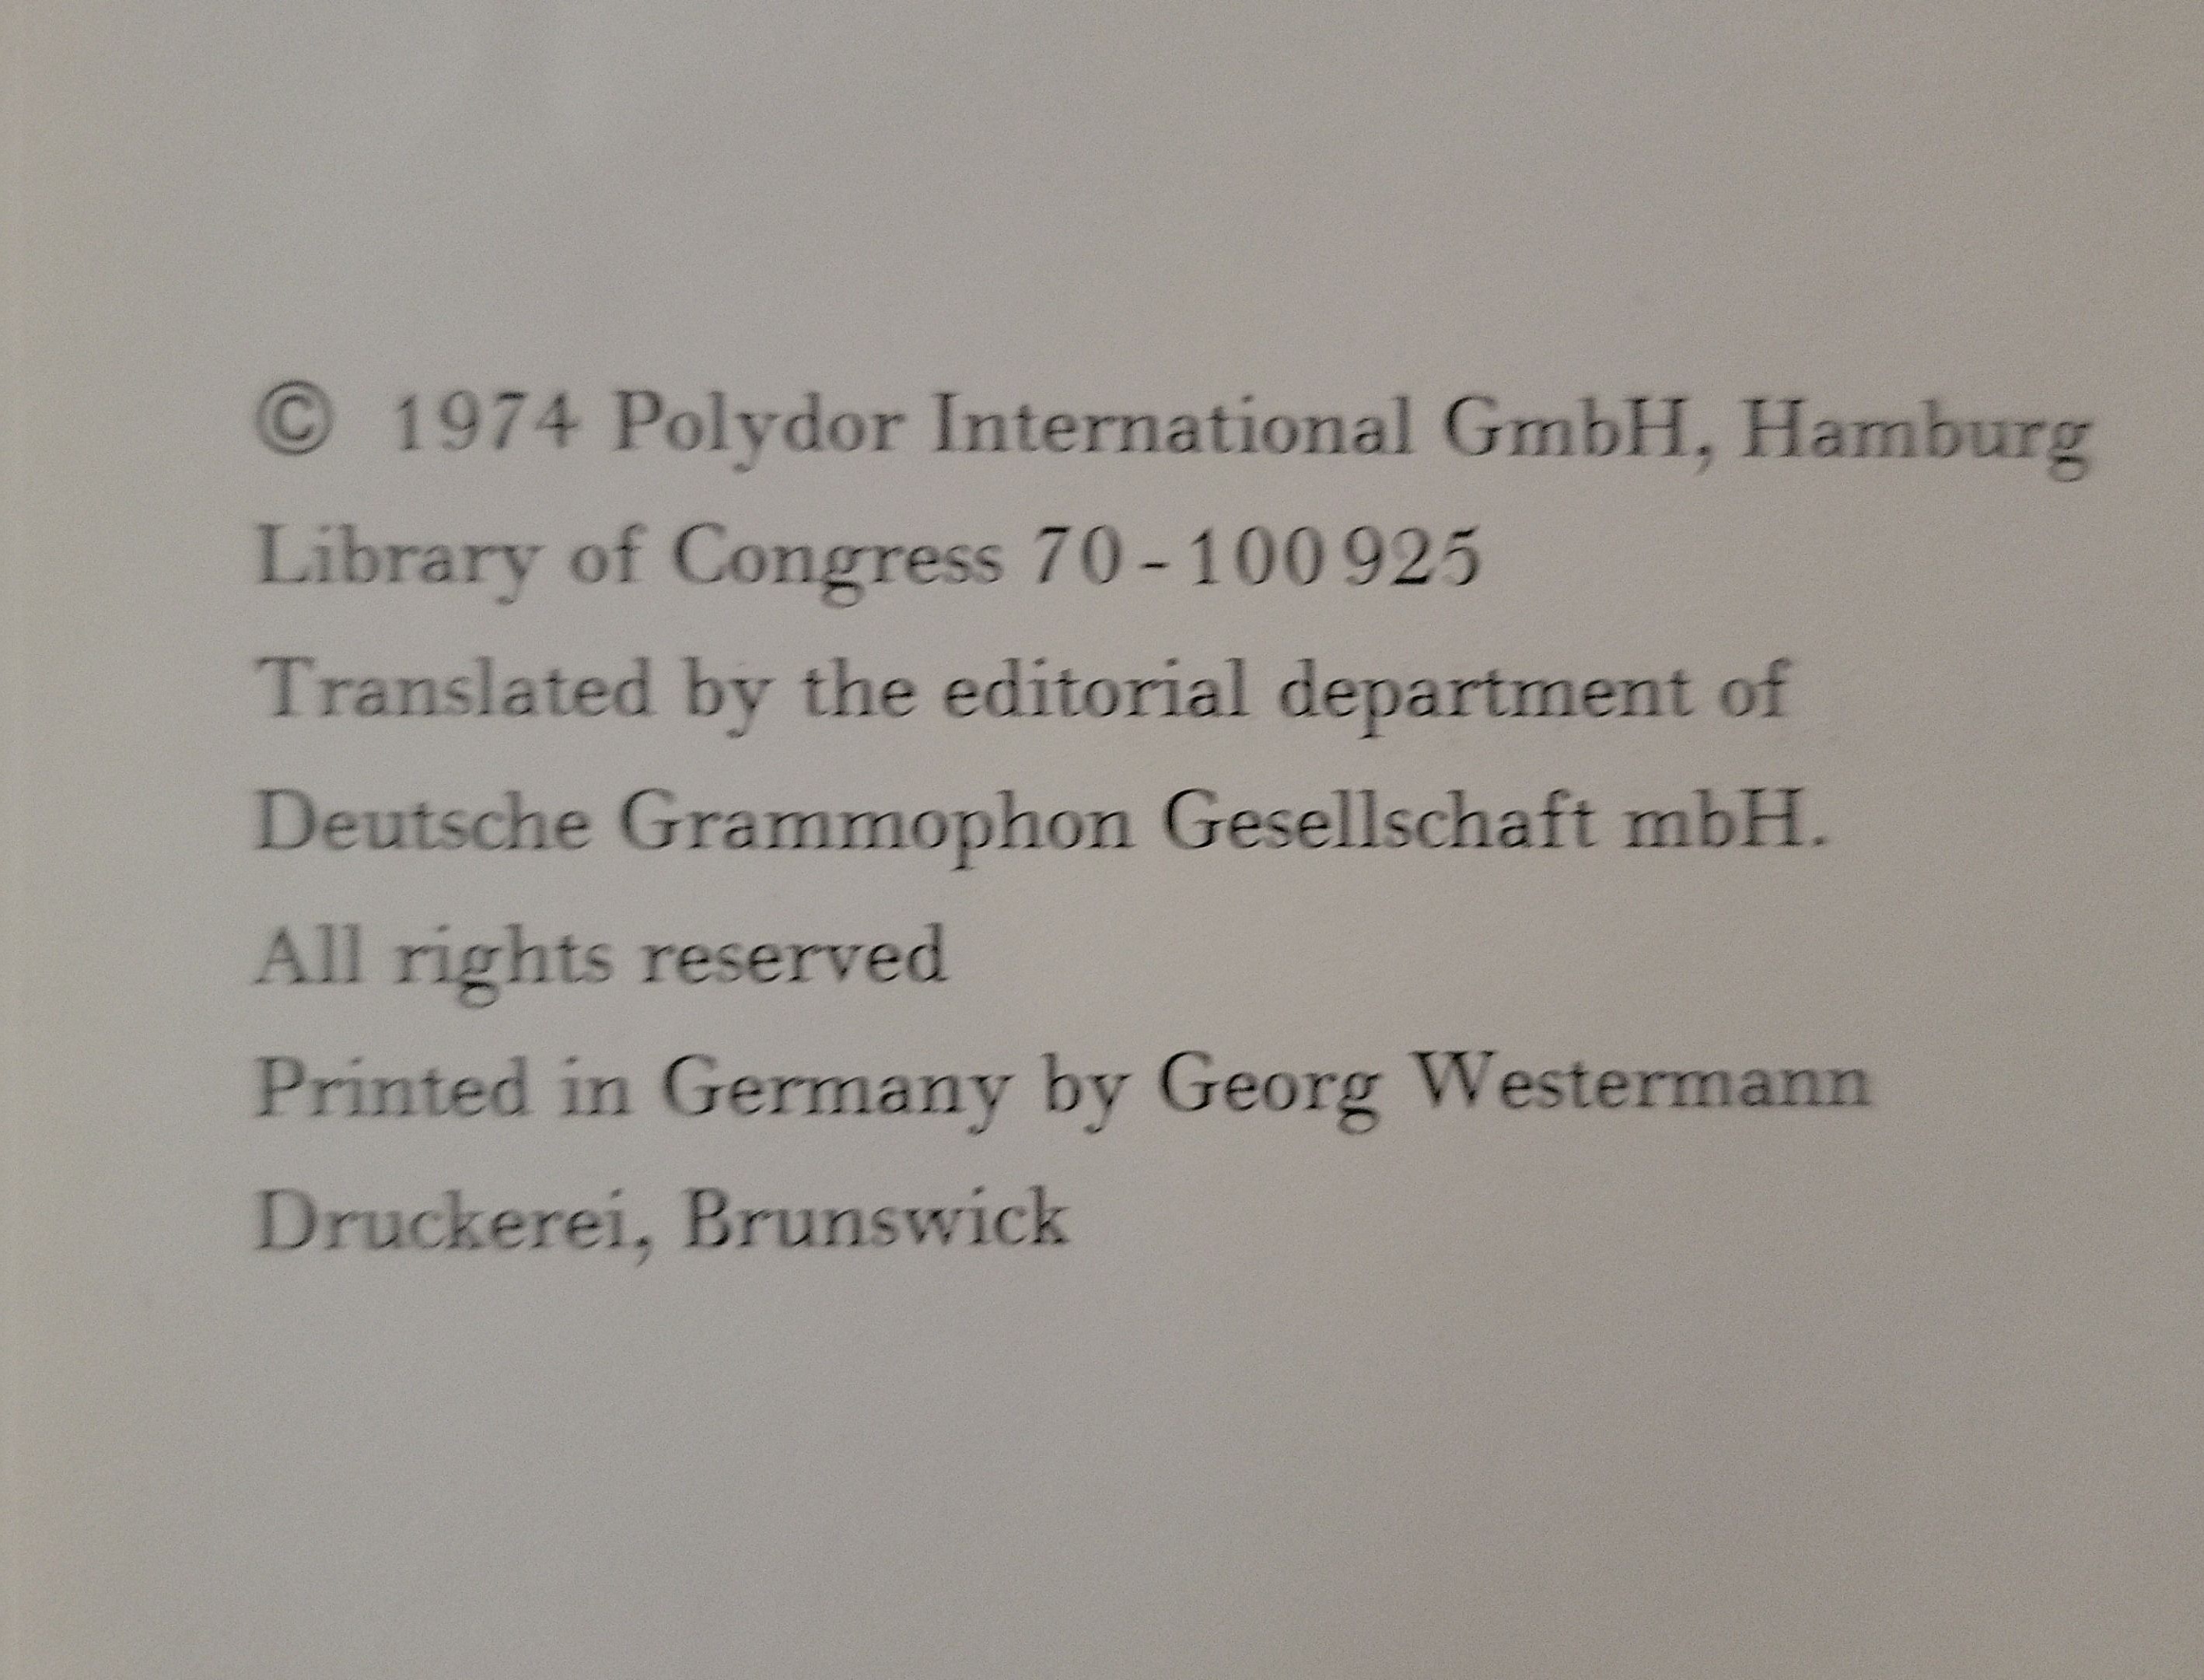 © 1974 Polydor International GmbH, Hamburg
Library of Congress 70-100925
Translated by the editorial department of
Deutsche Grammophon Gesellschaft mbH.
All rights reserved
Printed in Germany by Georg Westermann
Druckerei, Brunswick